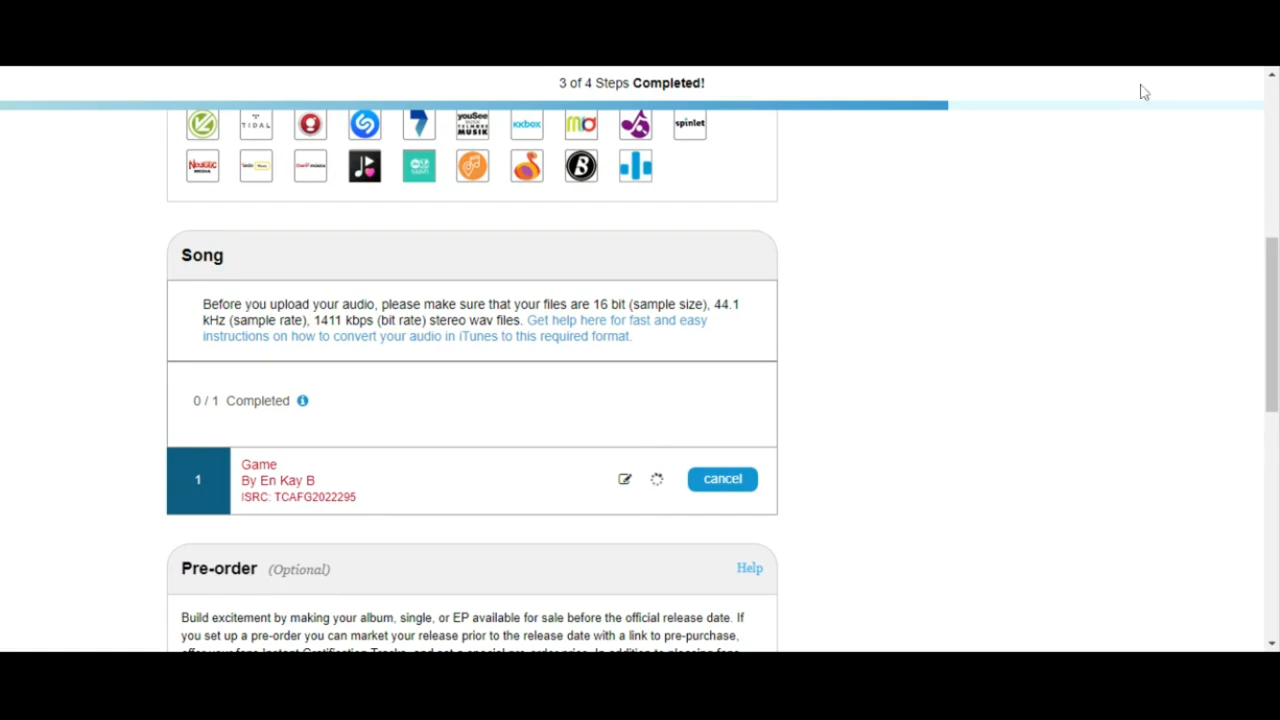 3 of 4 Steps Completed!
TIDAL
youSee
MUSIK
KKBOX
spinlet
MEDIA
Song
Before you upload your audio, please make sure that your files are 16 bit (sample size), 44.1
kHz (sample rate), 1411 kbps (bit rate) stereo wav files. Get help here for fast and easy
instructions on how to convert your audio in iTunes to this required format.
0 / 1 Completed
1
Game
By En Kay B
ISRC: TCAFG2022295
cancel
Pre-order (Optional)
Help
Build excitement by making your album, single, or EP available for sale before the official release date. If
you set up a pre-order you can market your release prior to the release date with a link to pre-purchase,